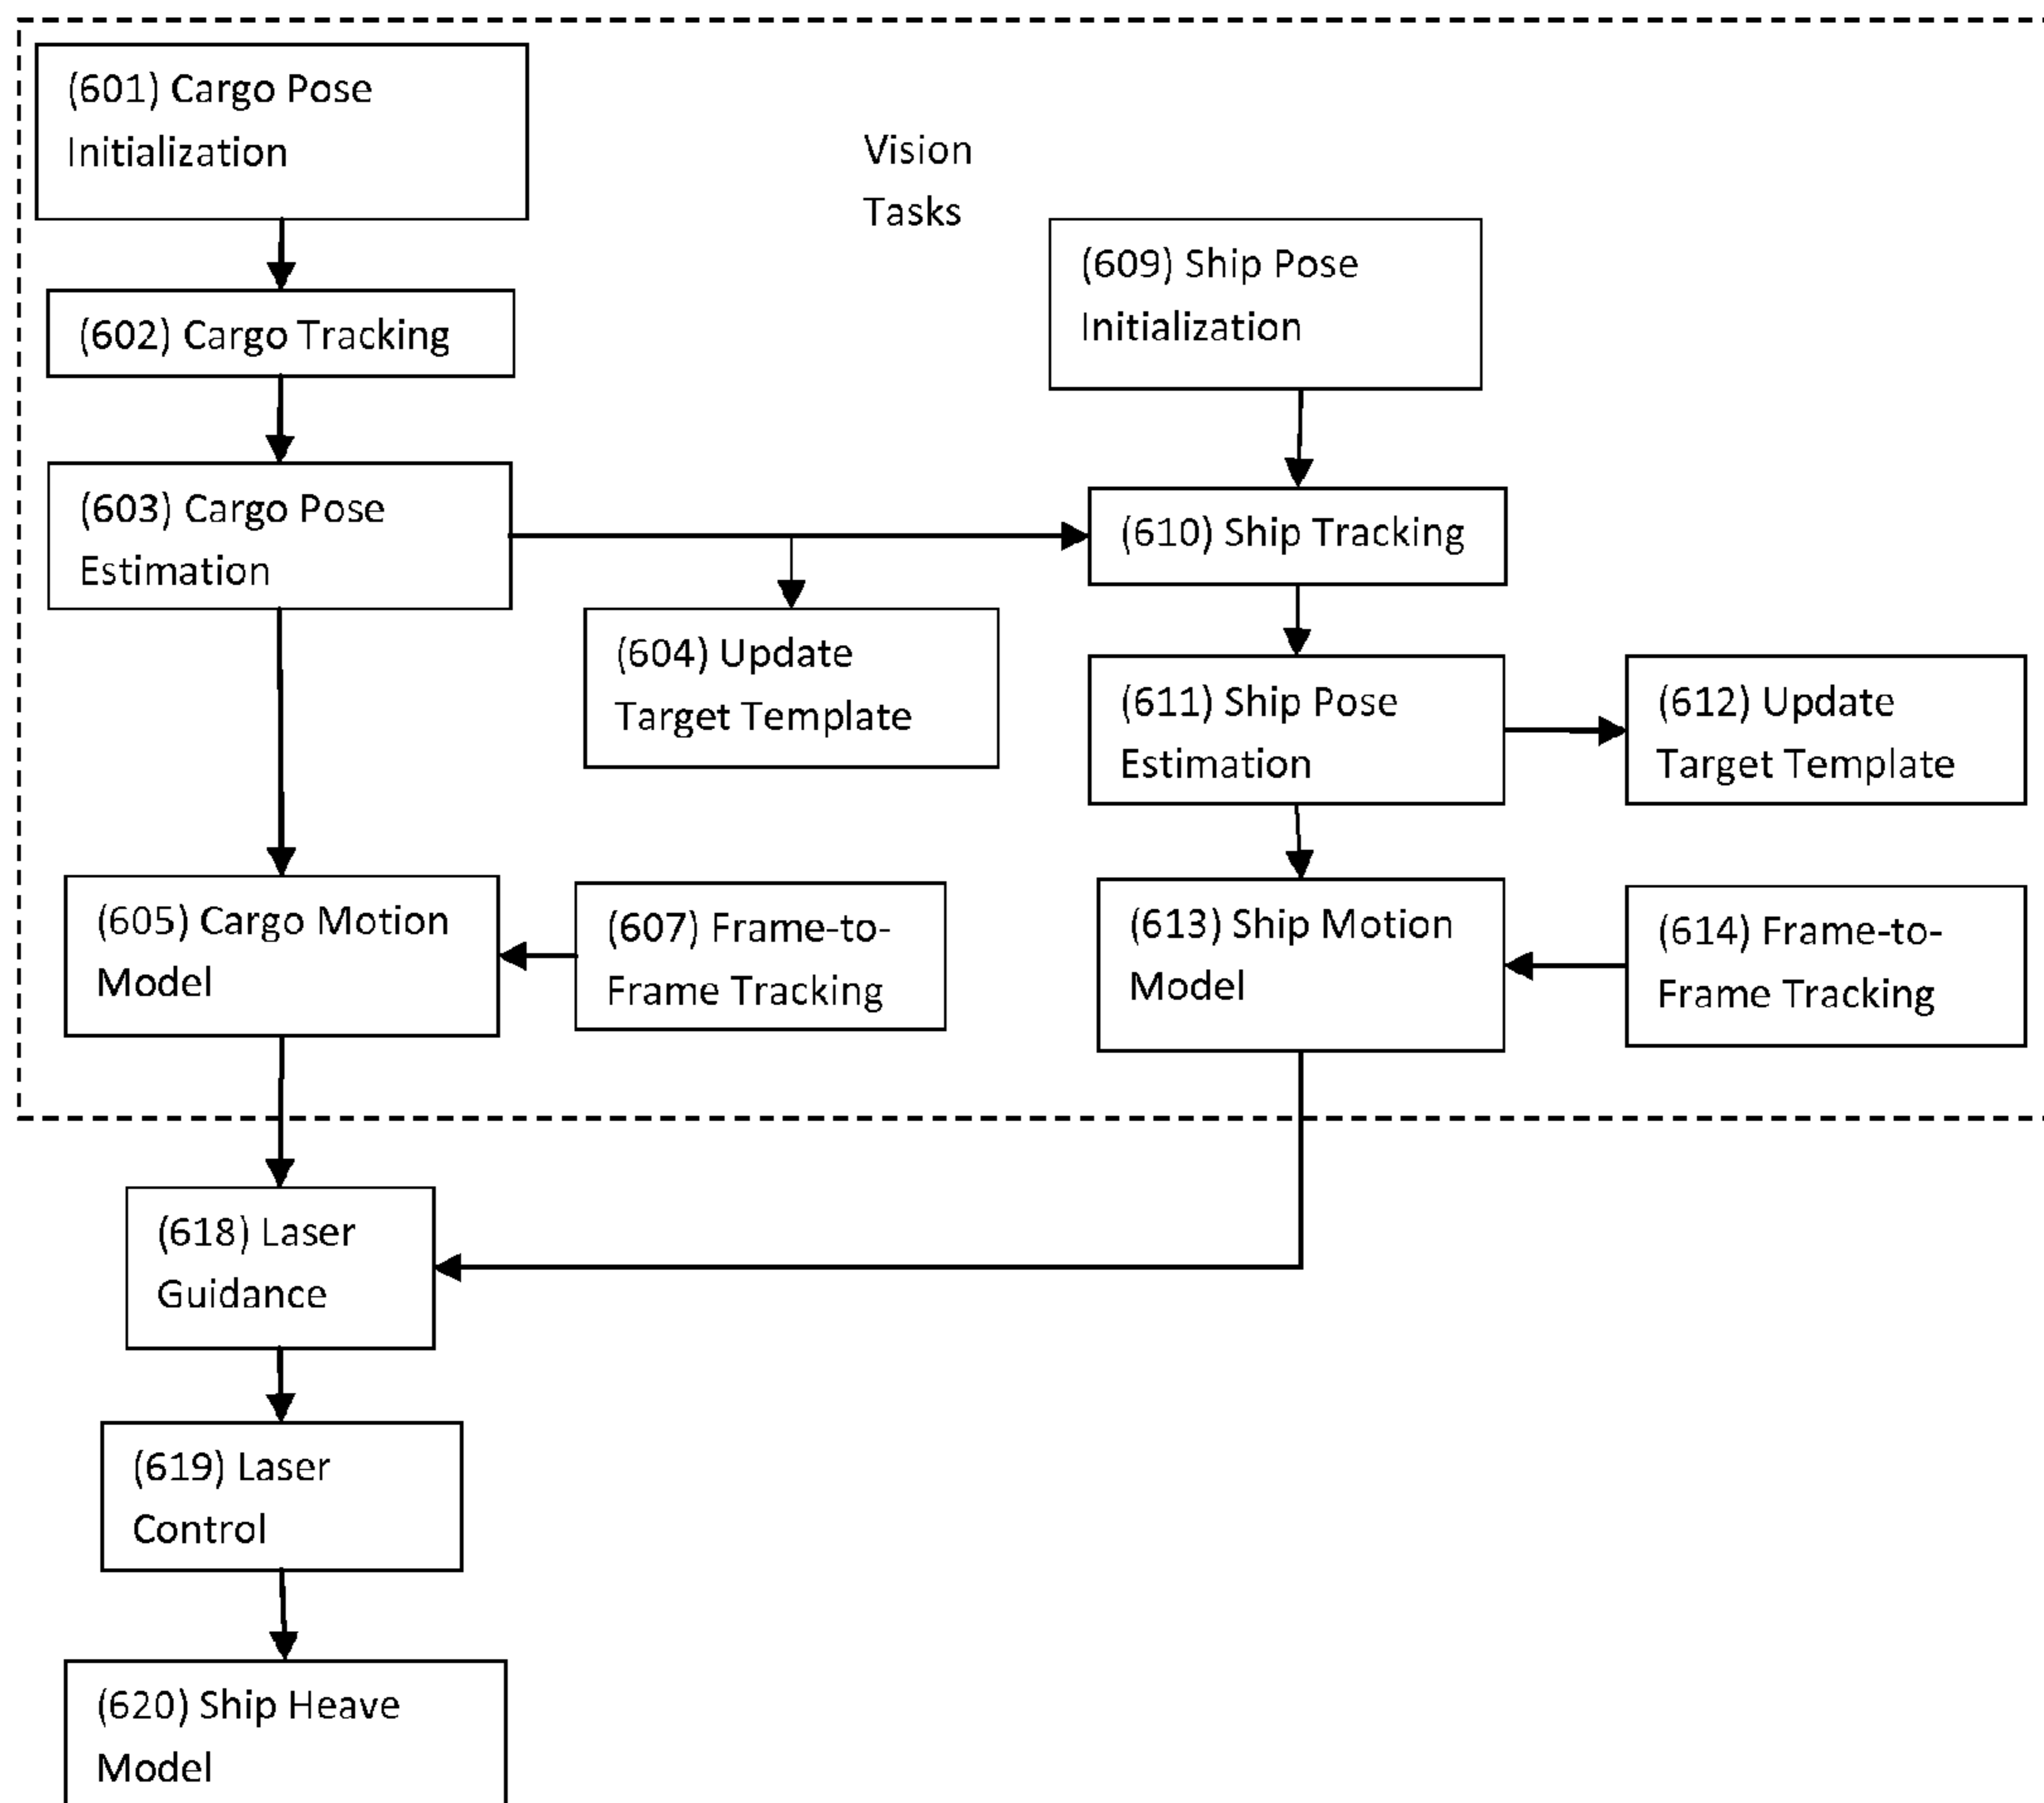 (601) Cargo Pose
Initialization
Vision
Tasks
(609) Ship Pose
Initialization
(602) Cargo Tracking
(603) Cargo Pose
Estimation
(610) Ship Tracking
(604) Update
Target Template
(611) Ship Pose
Estimation
(612) Update
Target Template
(605) Cargo Motion
Model
(607) Frame-to-
Frame Tracking
(613) Ship Motion
Model
(614) Frame-to-
Frame Tracking
(618) Laser
Guidance
(619) Laser
Control
(620) Ship Heave
Model